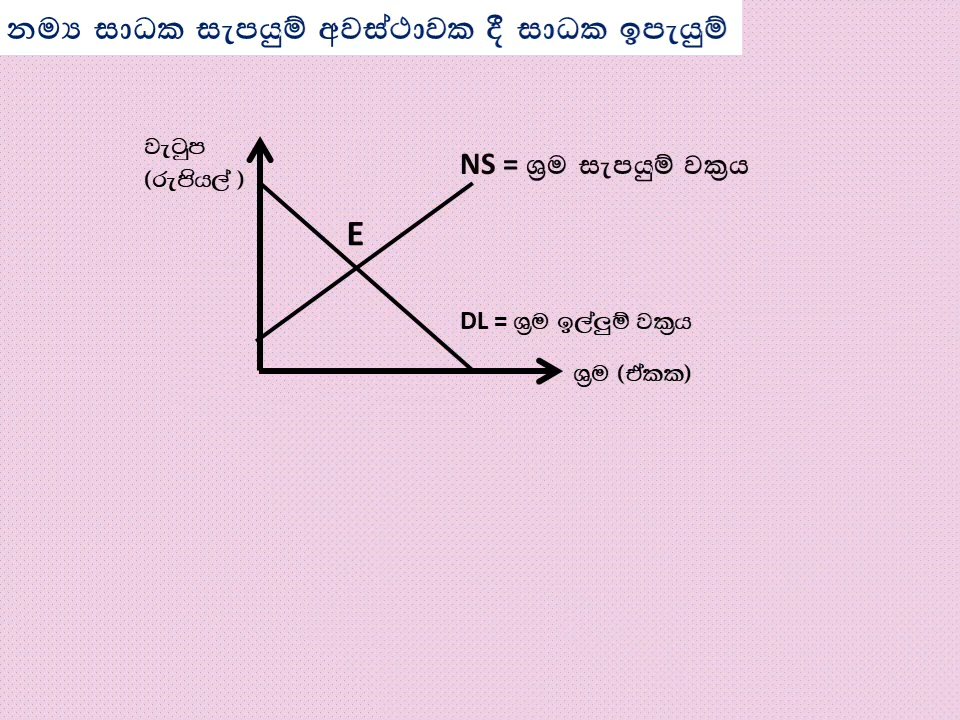 නම්‍ය සාධක සැපයුම් අවස්ථාවක දී සාධක ඉපැයුම්
වැටුප
(රුපියල් )
NS = ශ්‍රම සැපයුම් වක්‍රය
E
DL = ශ්‍රම ඉල්ලුම් වක්‍රය
ශ්‍රම (ඒකක)